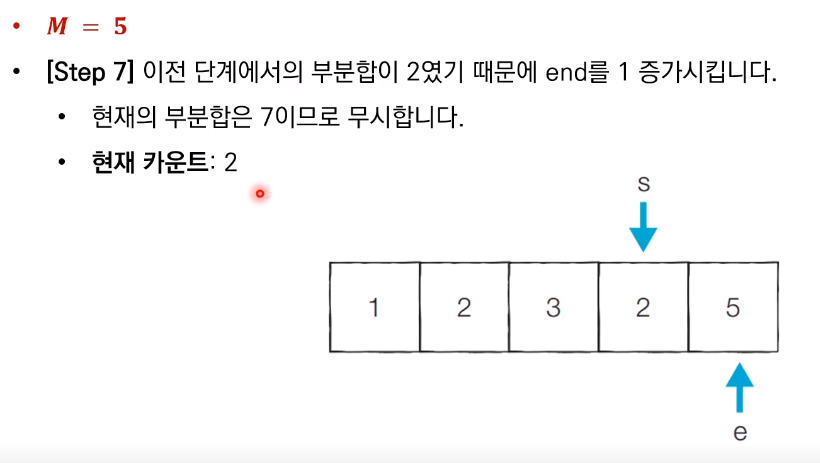 • M = 5
• [Step 7] 이전 단계에서의 부분합이 2였기 때문에 end를 1 증가시킵니다.
• 현재의 부분합은 7이므로 무시합니다.
• 현재 카운트: 2
s
1 2 3 2 5
e